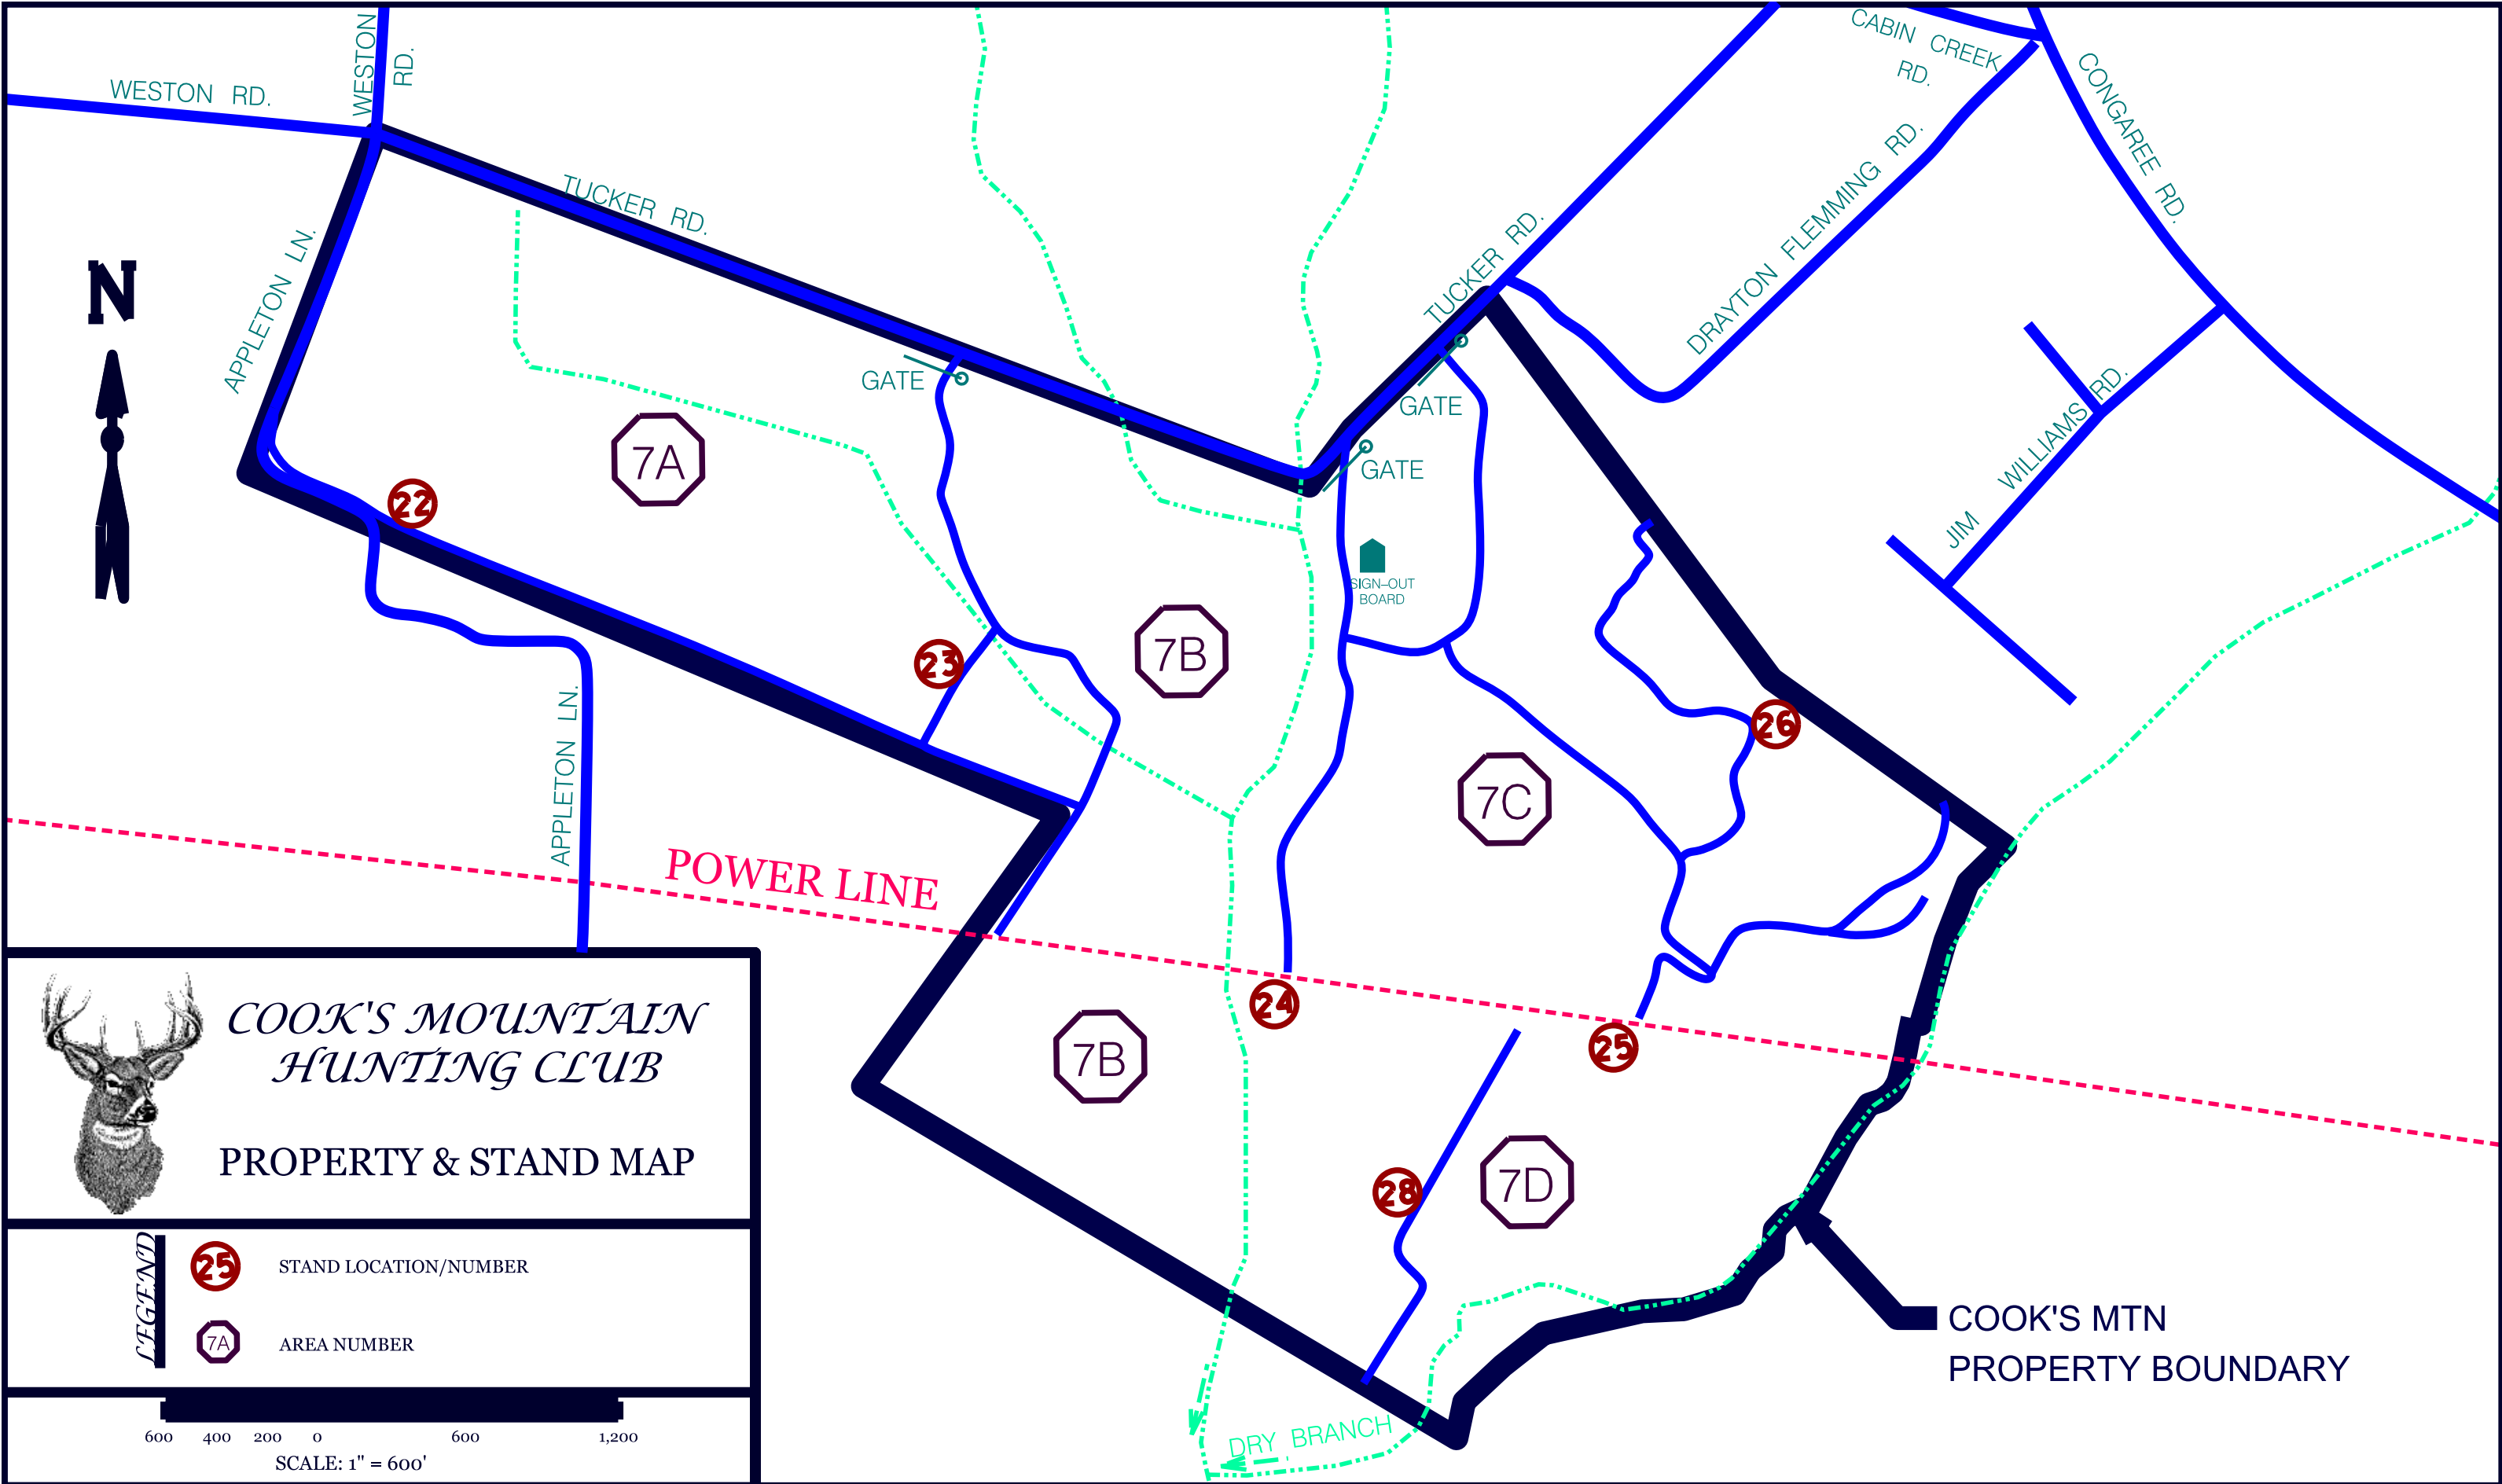 WESTON RD.
WESTON
RD.
CABIN CREEK
RD.
CONGAREE RD.
TUCKER RD.
TUCKER RD.
DRAYTON FLEMMING RD.
APPLETON LN.
N
GATE
GATE
GATE
JIM WILLIAMS RD.
7A
22
SIGN-OUT
BOARD
23
7B
26
7C
APPLETON LN.
POWER LINE
24
25
7B
28
7D
COOK'S MOUNTAIN
HUNTING CLUB
PROPERTY & STAND MAP
LEGEND
25 STAND LOCATION/NUMBER
7A AREA NUMBER
600 400 200 0 600 1,200
SCALE: 1" = 600'
DRY BRANCH
COOK'S MTN
PROPERTY BOUNDARY